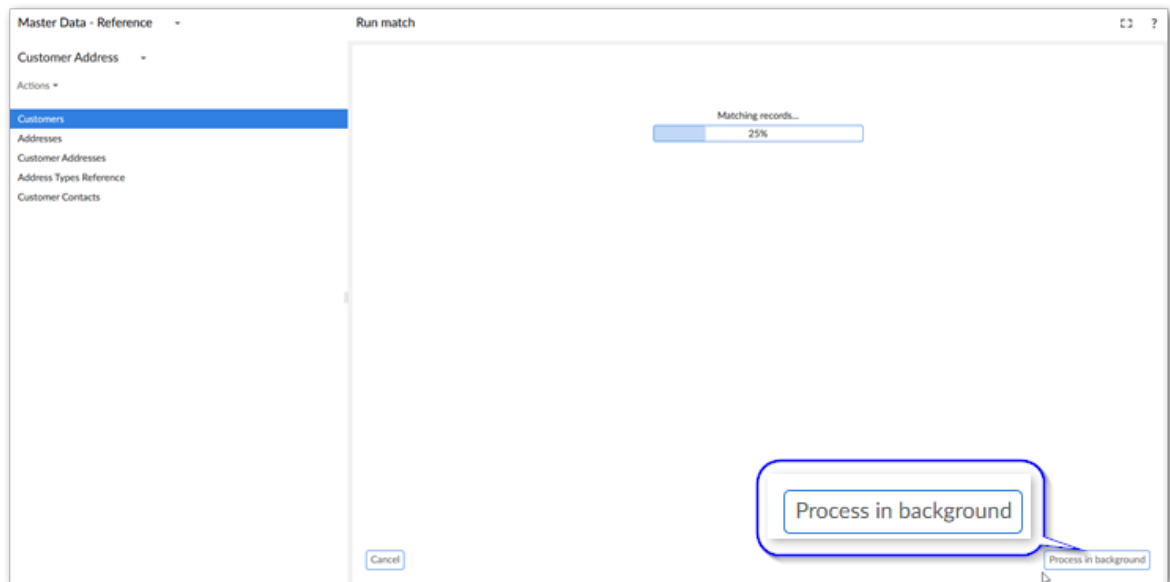 Master Data - Reference
Run match
?
Customer Address
Actions
Customers
Addresses
Customer Addresses
Address Types Reference
Customer Contacts
Matching records...
25%
Process in background
Cancel
Process in background